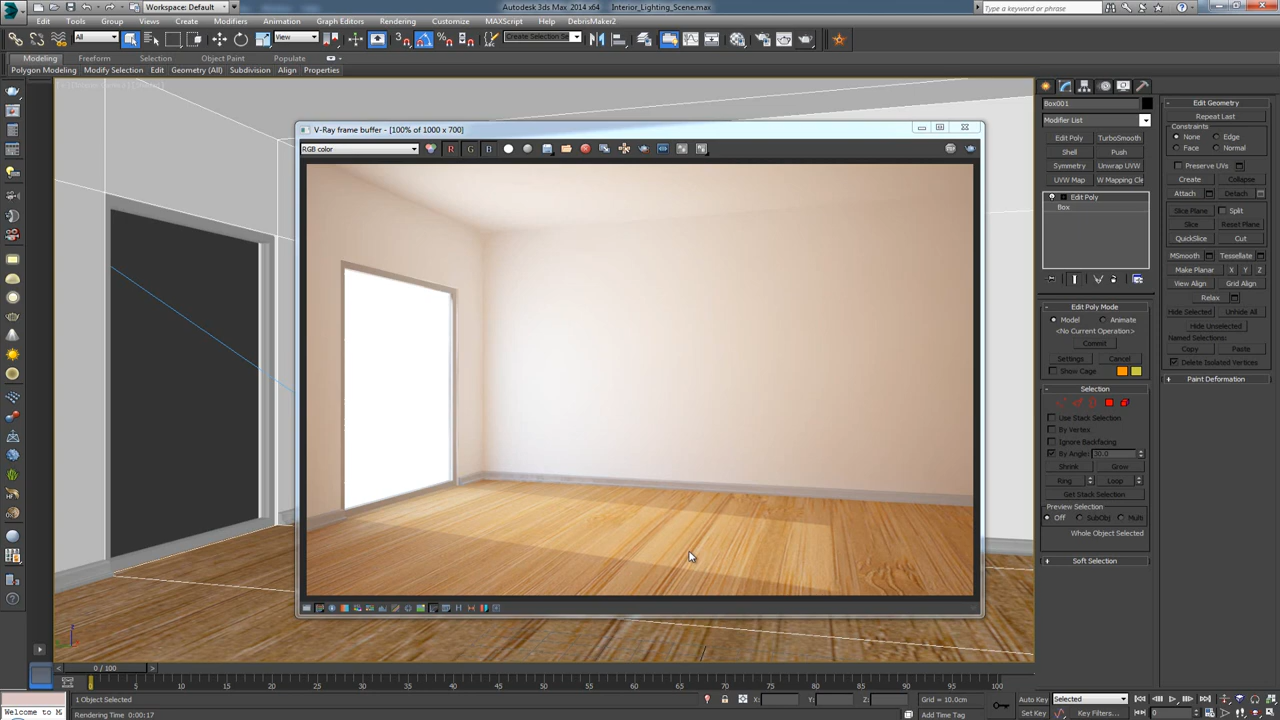 Workspace: Default
Autodesk 3ds Max 2014 x64 Interior_Lighting_Scene.max
Type a keyword or phrase
Edit Tools Group Views Create Modifiers Animation Graph Editors Rendering Customize MAXScript Help DebrisMaker2
All View Create Selection Se
Modeling Freeform Selection Object Paint Populate
Polygon Modeling Modify Selection Edit Geometry (All) Subdivision Align Properties
V-Ray frame buffer - [100% of 1000 x 700]
RGB color
R G B
Box001
Modifier List
Edit Poly TurboSmooth
Shell Push
Symmetry Unwrap UVW
UVW Map W Mapping Cle
Edit Poly
Box
Edit Poly Mode
Model Animate
<No Current Operation>
Commit
Settings Cancel
Show Cage
Selection
Use Stack Selection
By Vertex
Ignore Backfacing
By Angle: 30.0
Shrink Grow
Ring Loop
Get Stack Selection
Preview Selection
Off SubObj Multi
Whole Object Selected
Soft Selection
Edit Geometry
Repeat Last
Constraints
None Edge
Face Normal
Preserve UVs
Create Collapse
Attach Detach
Slice Plane Split
Slice Reset Plane
QuickSlice Cut
MSmooth Tessellate
Make Planar X Y Z
View Align Grid Align
Relax
Hide Selected Unhide All
Hide Unselected
Named Selections:
Copy Paste
Delete Isolated Vertices
Paint Deformation
0 / 100
0 5 10 15 20 25 30 35 40 45 50 55 60 65 70 75 80 85 90 95 100
1 Object Selected
X: Y: Z: Grid = 10.0cm
Auto Key Selected
Welcome to M
Rendering Time 0:00:17
Add Time Tag
Set Key Key Filters... 0